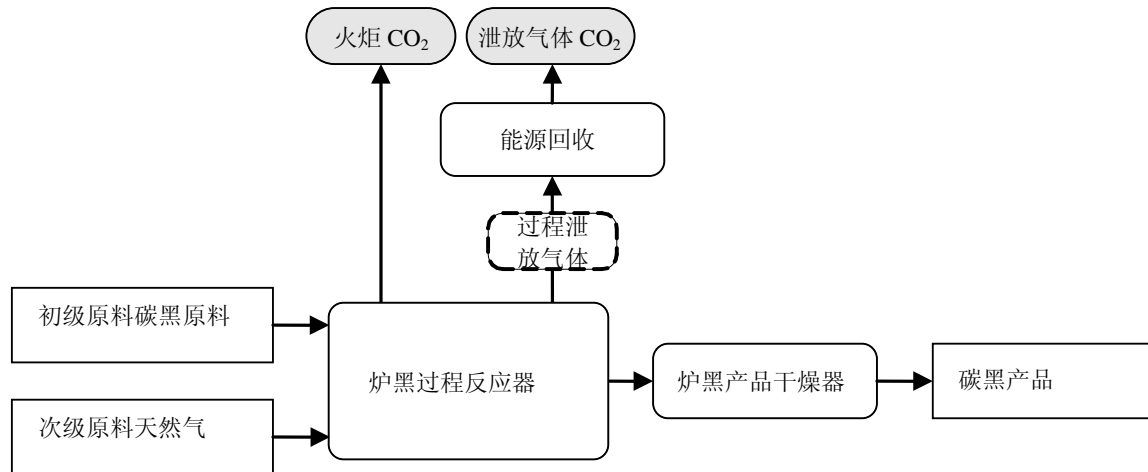 火炬 CO₂
泄放气体 CO₂
能源回收
过程泄
放气体
初级原料碳黑原料
炉黑过程反应器
炉黑产品干燥器
碳黑产品
次级原料天然气